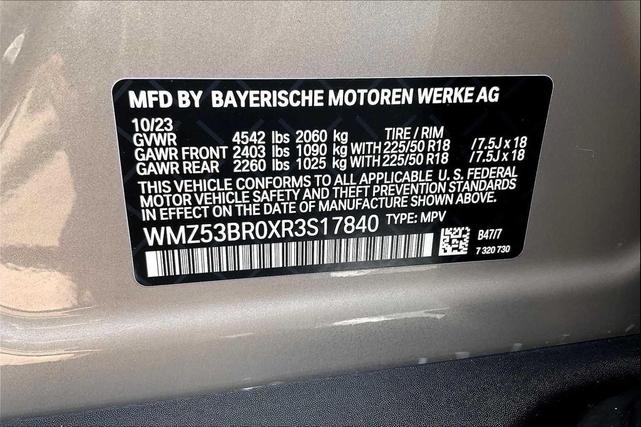 MFD BY BAYERISCHE MOTOREN WERKE AG
10/23
GVWR 4542 lbs 2060 kg TIRE / RIM
GAWR FRONT 2403 lbs 1090 kg WITH 225/50 R18 /7.5J x 18
GAWR REAR 2260 lbs 1025 kg WITH 225/50 R18 /7.5J x 18
THIS VEHICLE CONFORMS TO ALL APPLICABLE U.S. FEDERAL
MOTOR VEHICLE SAFETY AND THEFT PREVENTION STANDARDS
IN EFFECT ON THE DATE OF MANUFACTURE SHOWN ABOVE.
WMZ53BR0XR3S17840 TYPE: MPV
B47/7
7 320 730